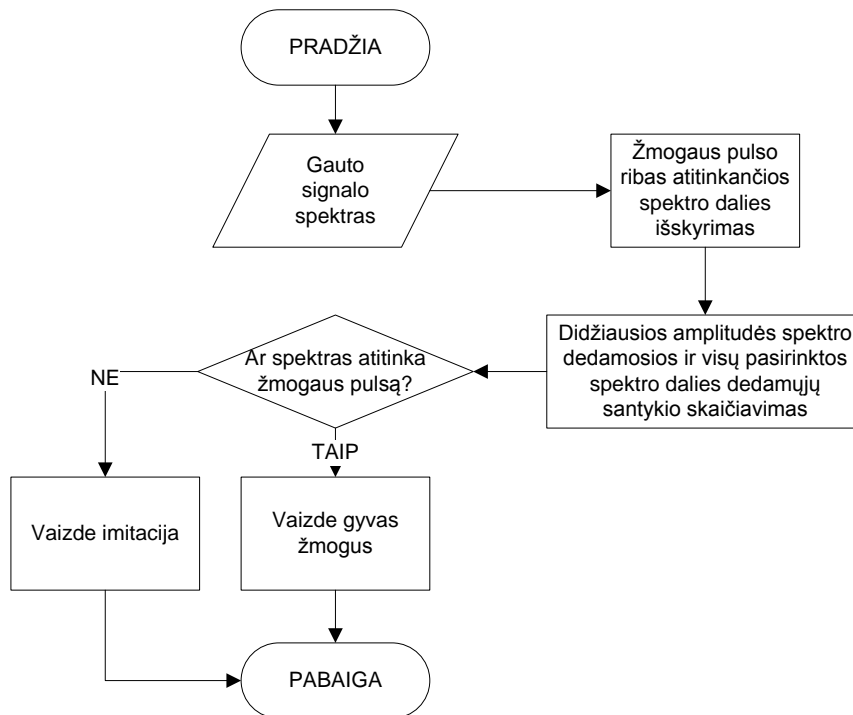 PRADŽIA
Gauto
signalo
spektras
Žmogaus pulso
ribas atitinkančios
spektro dalies
išskyrimas
Didžiausios amplitudės spektro
dedamosios ir visų pasirinktos
spektro dalies dedamųjų
santykio skaičiavimas
Ar spektras atitinka
žmogaus pulsą?
NE
TAIP
Vaizde imitacija
Vaizde gyvas
žmogus
PABAIGA